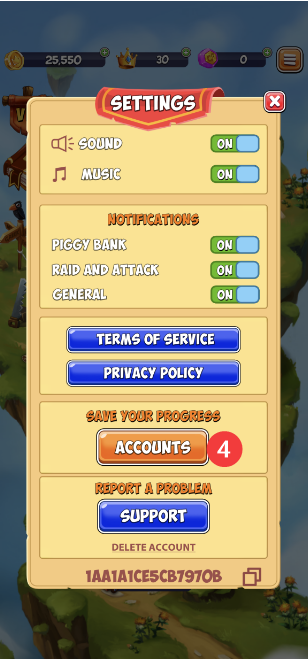 25,550
30
0
SETTINGS
SOUND ON
MUSIC ON
NOTIFICATIONS
PIGGY BANK ON
RAID AND ATTACK ON
GENERAL ON
TERMS OF SERVICE
PRIVACY POLICY
SAVE YOUR PROGRESS
ACCOUNTS 4
REPORT A PROBLEM
SUPPORT
DELETE ACCOUNT
1AA1A1CE5CB7970B